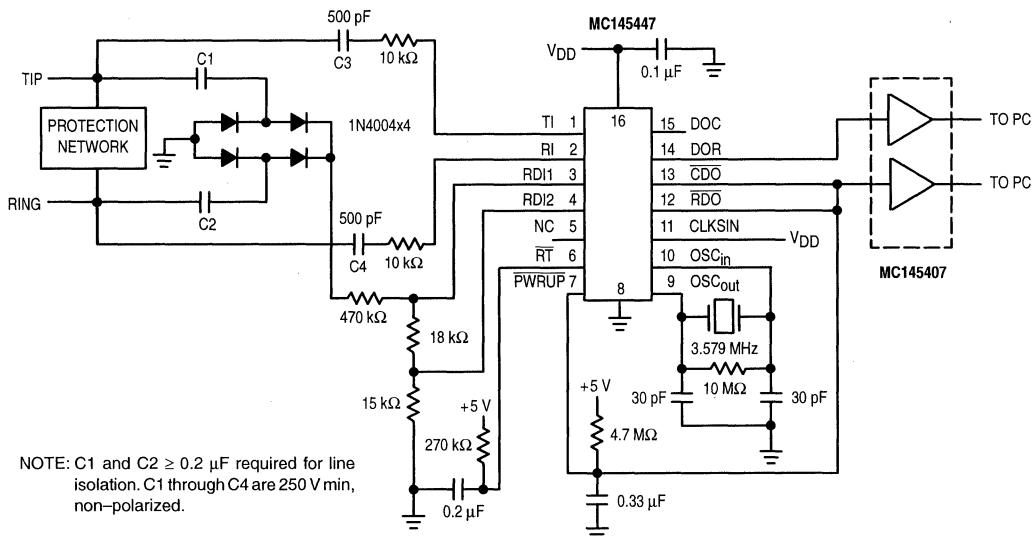 500 pF
C3
10 kΩ
MC145447
VDD
0.1 μF
TIP
C1
PROTECTION
NETWORK
1N4004x4
RING
C2
500 pF
C4
10 kΩ
470 kΩ
18 kΩ
15 kΩ
+5 V
270 kΩ
0.2 μF
TI 1
RI 2
RDI1 3
RDI2 4
NC 5
R̅T̅ 6
P̅W̅R̅U̅P̅ 7
16
8
15 DOC
14 DOR
13 C̅D̅O̅
12 R̅D̅O̅
11 CLKSIN
VDD
10 OSCin
9 OSCout
TO PC
TO PC
MC145407
3.579 MHz
10 MΩ
30 pF
30 pF
+5 V
4.7 MΩ
0.33 μF
NOTE: C1 and C2 ≥ 0.2 μF required for line
isolation. C1 through C4 are 250 V min,
non–polarized.